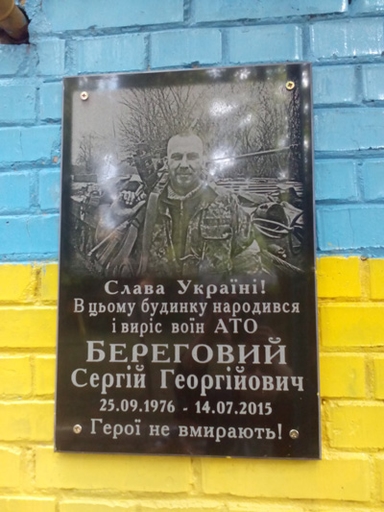 Слава Україні!
В цьому будинку народився
і виріс воїн АТО
БЕРЕГОВИЙ
Сергій Георгійович
25.09.1976 - 14.07.2015
Герої не вмирають!